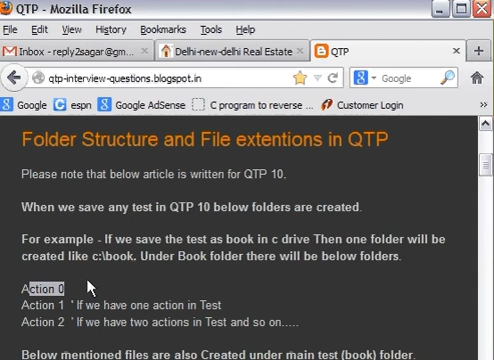 QTP - Mozilla Firefox
File Edit View History Bookmarks Tools Help
Inbox - reply2sagar@gm... Delhi-new-delhi Real Estate QTP
qtp-interview-questions.blogspot.in Google
Google espn Google AdSense C program to reverse ... Customer Login
Folder Structure and File extentions in QTP
Please note that below article is written for QTP 10.
When we save any test in QTP 10 below folders are created.
For example - If we save the test as book in c drive Then one folder will be
created like c:\book. Under Book folder there will be below folders.
Action 0
Action 1 ' If we have one action in Test
Action 2 ' If we have two actions in Test and so on.....
Below mentioned files are also Created under main test (book) folder.